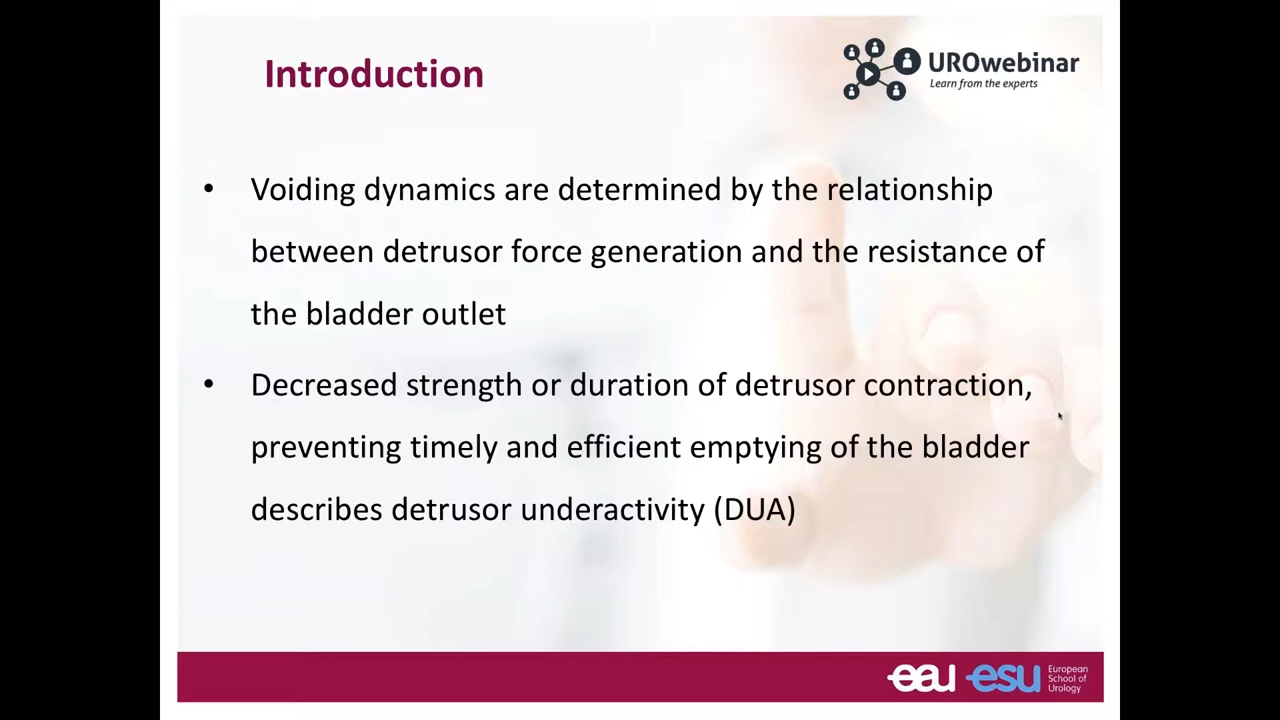 Introduction
UROwebinar
Learn from the experts
• Voiding dynamics are determined by the relationship
between detrusor force generation and the resistance of
the bladder outlet
• Decreased strength or duration of detrusor contraction,
preventing timely and efficient emptying of the bladder
describes detrusor underactivity (DUA)
eau esu European
School of
Urology